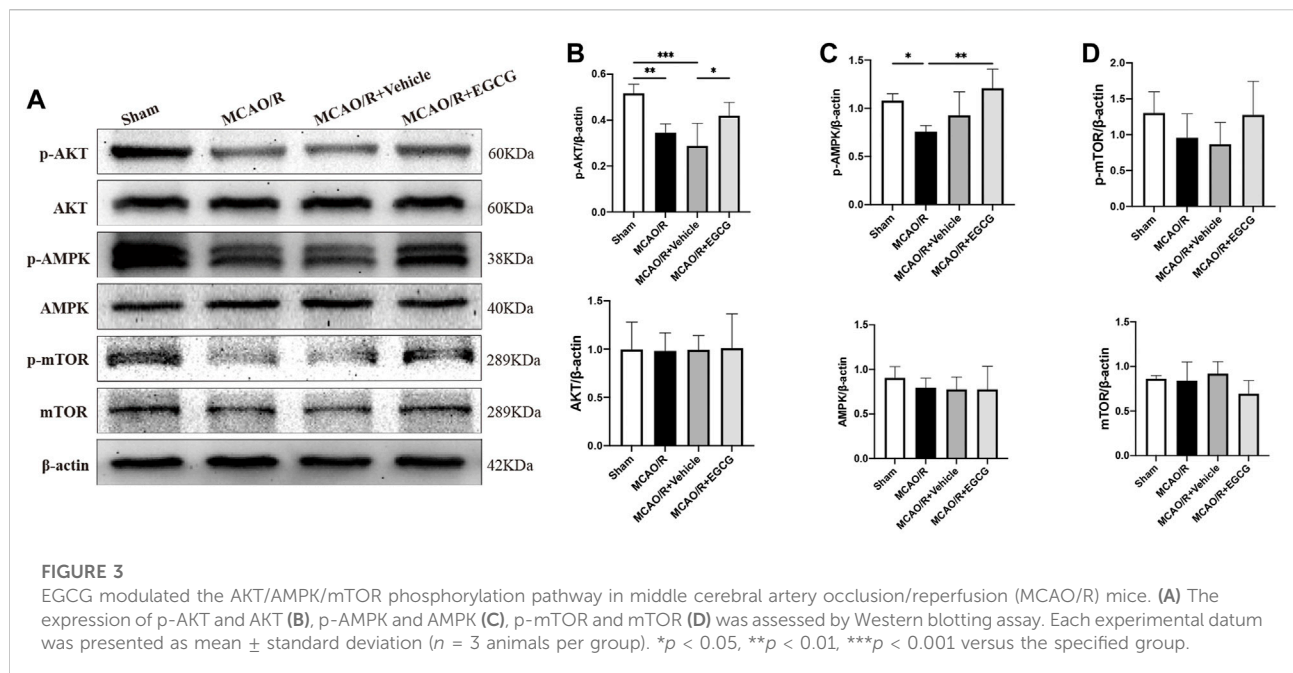 A
Sham
MCAO/R
MCAO/R+Vehicle
MCAO/R+EGCG
p-AKT
60KDa
AKT
60KDa
p-AMPK
38KDa
AMPK
40KDa
p-mTOR
289KDa
mTOR
289KDa
β-actin
42KDa
B
***
**
*
p-AKT/β-actin
0.6
0.4
0.2
0.0
Sham
MCAO/R
MCAO/R+Vehicle
MCAO/R+EGCG
AKT/β-actin
1.5
1.0
0.5
0.0
Sham
MCAO/R
MCAO/R+Vehicle
MCAO/R+EGCG
C
*
**
p-AMPK/β-actin
1.5
1.0
0.5
0.0
Sham
MCAO/R
MCAO/R+Vehicle
MCAO/R+EGCG
AMPK/β-actin
1.5
1.0
0.5
0.0
Sham
MCAO/R
MCAO/R+Vehicle
MCAO/R+EGCG
D
p-mTOR/β-actin
2.0
1.5
1.0
0.5
0.0
Sham
MCAO/R
MCAO/R+Vehicle
MCAO/R+EGCG
mTOR/β-actin
1.5
1.0
0.5
0.0
Sham
MCAO/R
MCAO/R+Vehicle
MCAO/R+EGCG
FIGURE 3
EGCG modulated the AKT/AMPK/mTOR phosphorylation pathway in middle cerebral artery occlusion/reperfusion (MCAO/R) mice. (A) The
expression of p-AKT and AKT (B), p-AMPK and AMPK (C), p-mTOR and mTOR (D) was assessed by Western blotting assay. Each experimental datum
was presented as mean ± standard deviation (n = 3 animals per group). *p < 0.05, **p < 0.01, ***p < 0.001 versus the specified group.